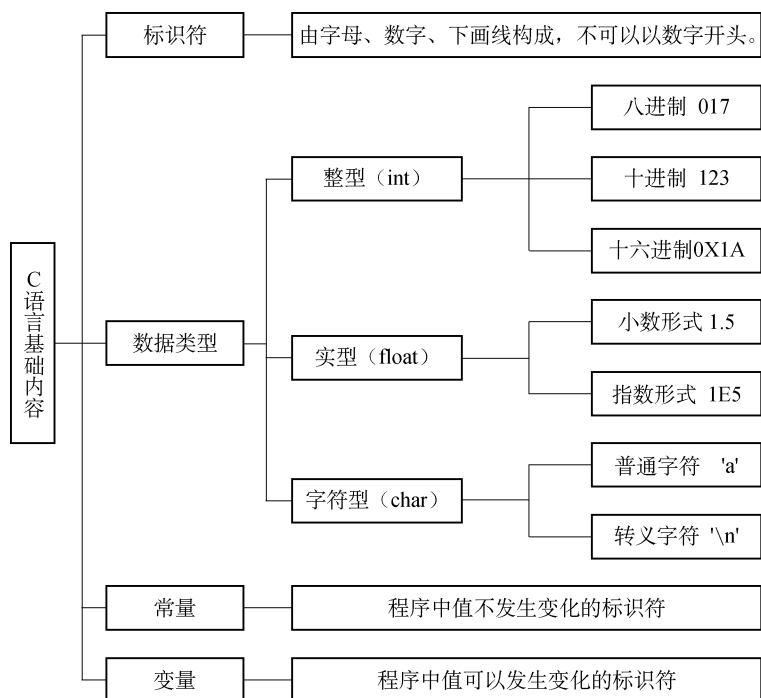 C语言基础内容
标识符
由字母、数字、下画线构成，不可以以数字开头。
数据类型
整型（int）
八进制 017
十进制 123
十六进制0X1A
实型（float）
小数形式 1.5
指数形式 1E5
字符型（char）
普通字符 'a'
转义字符 '\n'
常量
程序中值不发生变化的标识符
变量
程序中值可以发生变化的标识符